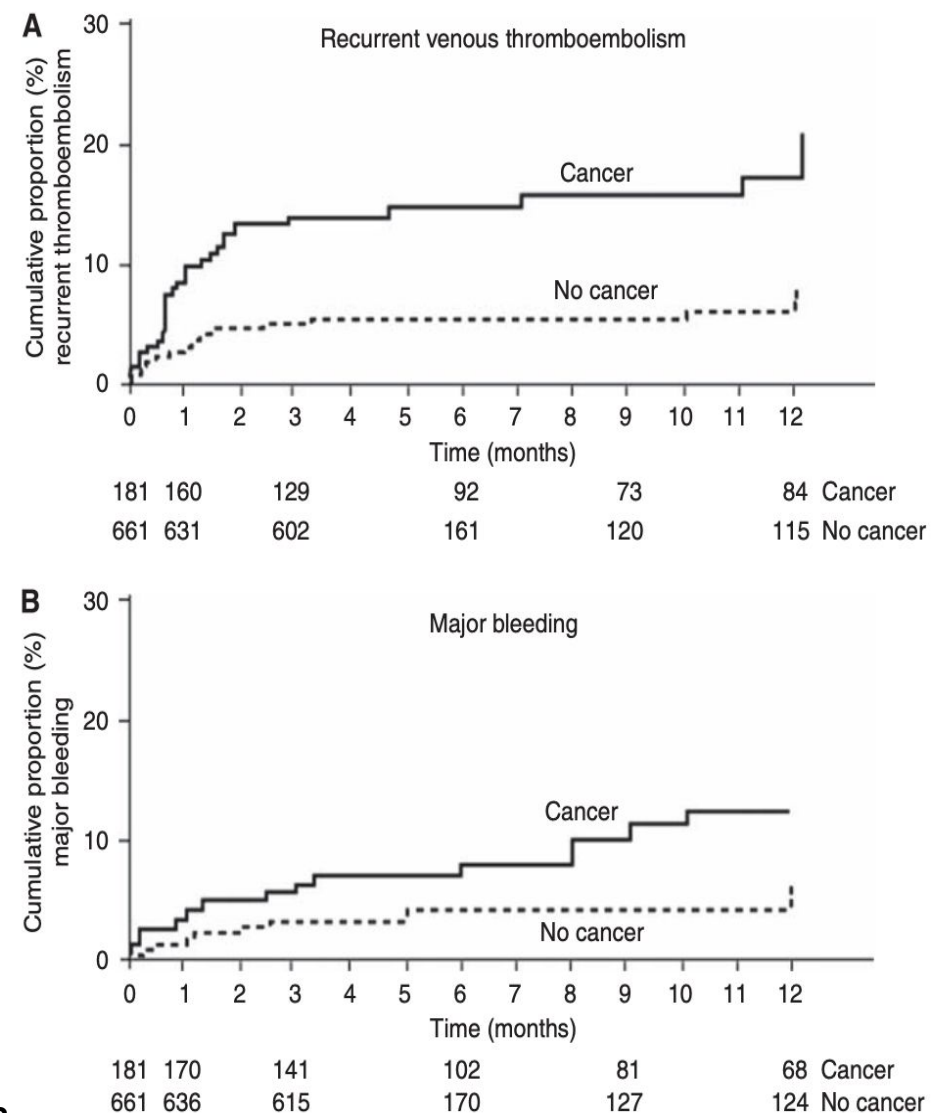 A
Recurrent venous thromboembolism
Cumulative proportion (%)
recurrent thromboembolism
30
20
10
0
Cancer
No cancer
0 1 2 3 4 5 6 7 8 9 10 11 12
Time (months)
181 160 129 92 73 84 Cancer
661 631 602 161 120 115 No cancer
B
Major bleeding
Cumulative proportion (%)
major bleeding
30
20
10
0
Cancer
No cancer
0 1 2 3 4 5 6 7 8 9 10 11 12
Time (months)
181 170 141 102 81 68 Cancer
661 636 615 170 127 124 No cancer